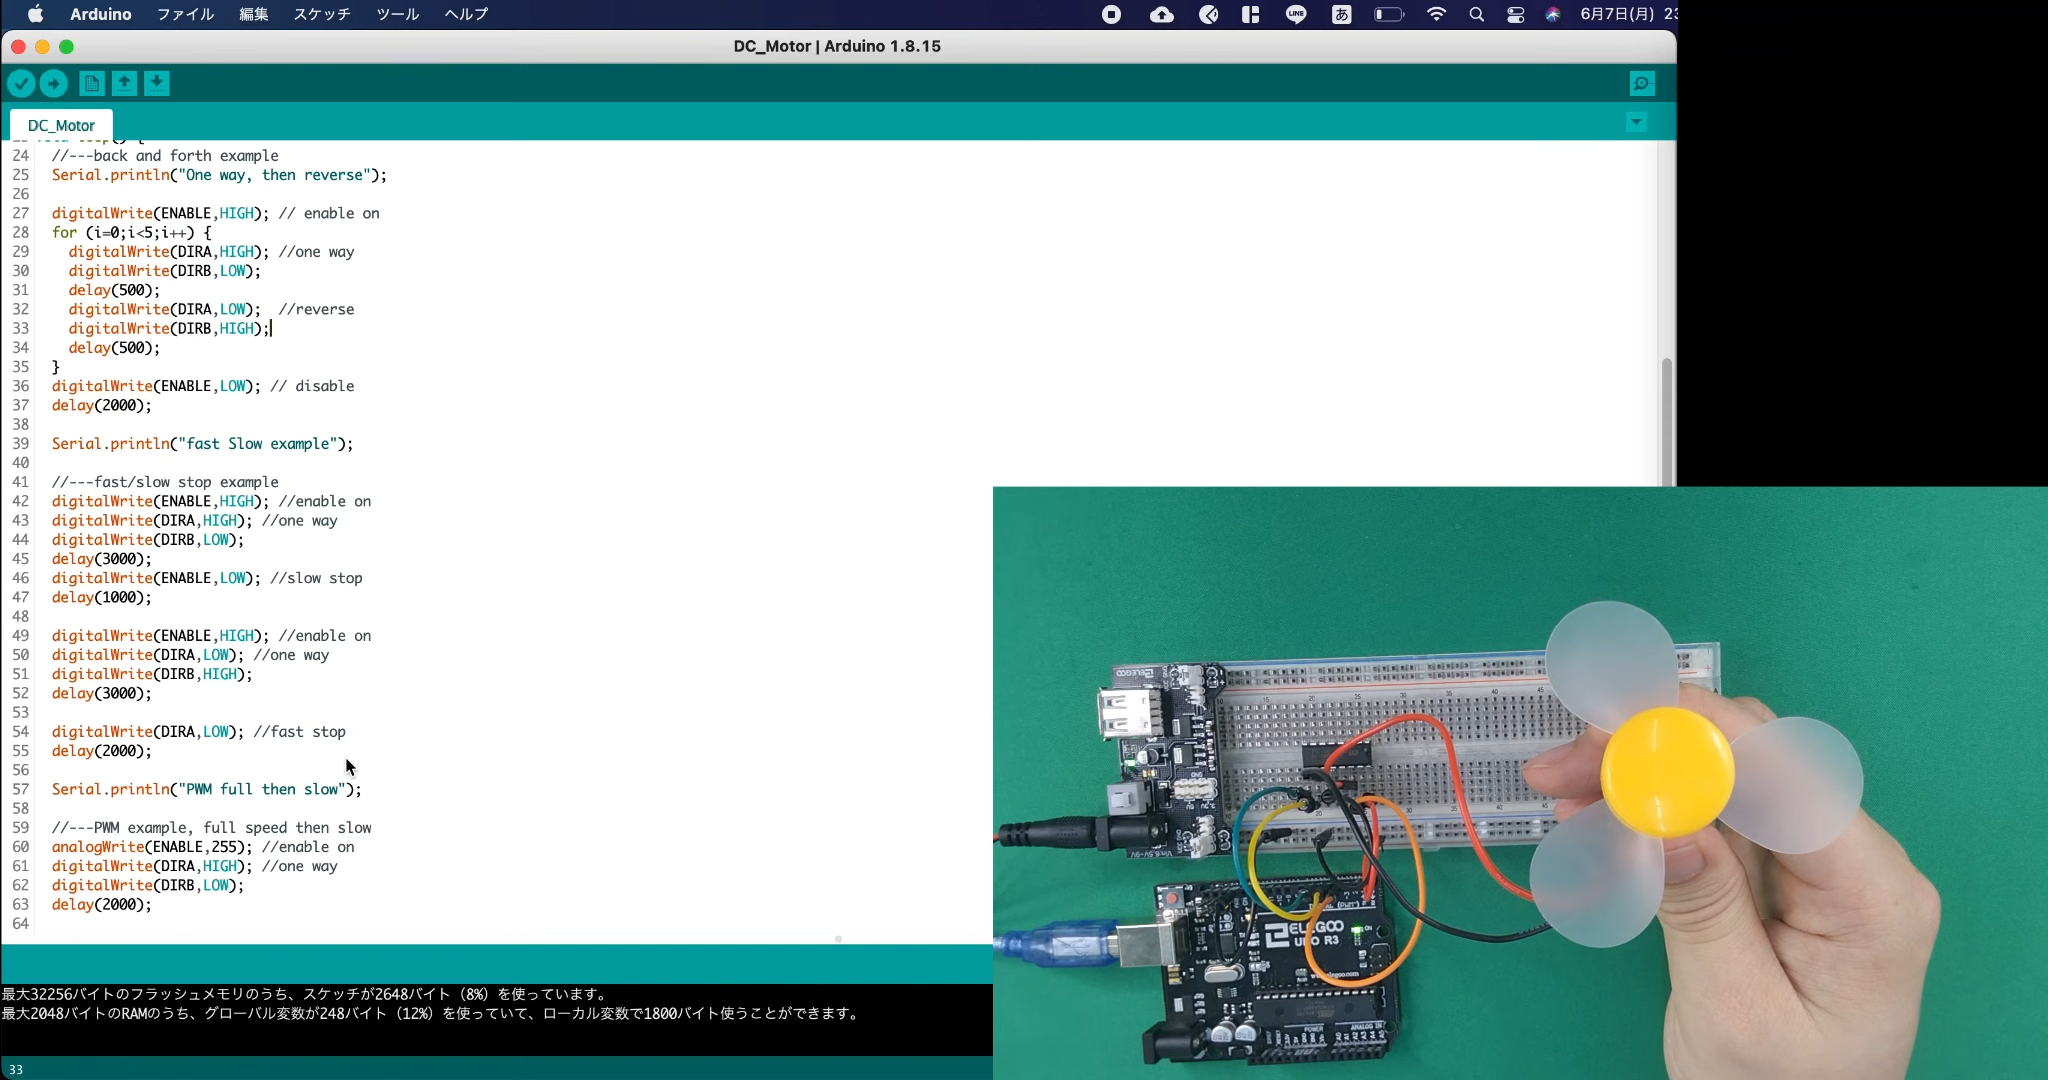 Arduino ファイル 編集 スケッチ ツール ヘルプ
LINE
あ
6月7日(月)
DC_Motor | Arduino 1.8.15
DC_Motor
24 //---back and forth example
25 Serial.println("One way, then reverse");
26
27 digitalWrite(ENABLE,HIGH); // enable on
28 for (i=0;i<5;i++) {
29 digitalWrite(DIRA,HIGH); //one way
30 digitalWrite(DIRB,LOW);
31 delay(500);
32 digitalWrite(DIRA,LOW); //reverse
33 digitalWrite(DIRB,HIGH);
34 delay(500);
35 }
36 digitalWrite(ENABLE,LOW); // disable
37 delay(2000);
38
39 Serial.println("fast Slow example");
40
41 //---fast/slow stop example
42 digitalWrite(ENABLE,HIGH); //enable on
43 digitalWrite(DIRA,HIGH); //one way
44 digitalWrite(DIRB,LOW);
45 delay(3000);
46 digitalWrite(ENABLE,LOW); //slow stop
47 delay(1000);
48
49 digitalWrite(ENABLE,HIGH); //enable on
50 digitalWrite(DIRA,LOW); //one way
51 digitalWrite(DIRB,HIGH);
52 delay(3000);
53
54 digitalWrite(DIRA,LOW); //fast stop
55 delay(2000);
56
57 Serial.println("PWM full then slow");
58
59 //---PWM example, full speed then slow
60 analogWrite(ENABLE,255); //enable on
61 digitalWrite(DIRA,HIGH); //one way
62 digitalWrite(DIRB,LOW);
63 delay(2000);
64
最大32256バイトのフラッシュメモリのうち、スケッチが2648バイト（8%）を使っています。
最大2048バイトのRAMのうち、グローバル変数が248バイト（12%）を使っていて、ローカル変数で1800バイト使うことができます。
33
ELEGOO
ELEGOO
UNO R3
ON
POWER
ANALOG IN